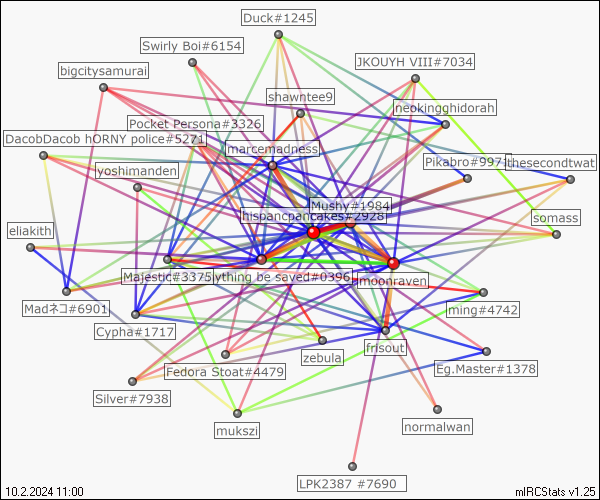 Duck#1245
Swirly Boi#6154
JKOUYH VIII#7034
bigcitysamurai
shawntee9
neokingghidorah
Pocket Persona#3326
DacobDacob hORNY police#5271
marcemadness
Pikabro#9971
thesecondtwat
yoshimanden
Mushy#1984
hispancpancakes#2928
somass
eliakith
Majestic#3375
ything be saved#0396
moonraven
Madネコ#6901
ming#4742
Cypha#1717
frisout
zebula
Fedora Stoat#4479
Eg.Master#1378
Silver#7938
normalwan
mukszi
LPK2387 #7690
10.2.2024 11:00
mIRCStats v1.25